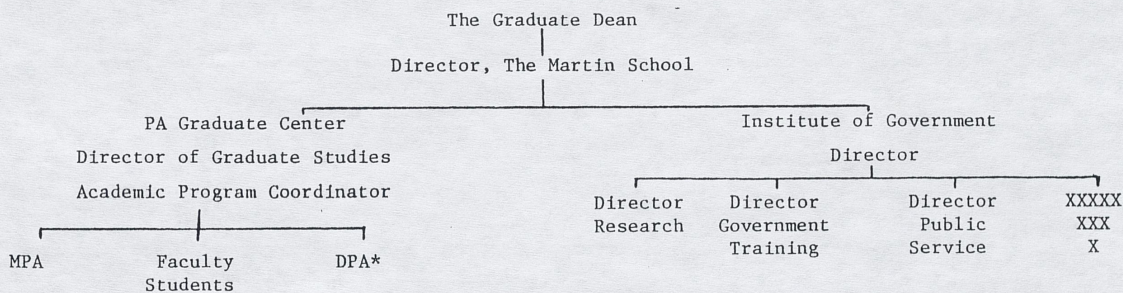 The Graduate Dean
Director, The Martin School
PA Graduate Center
Director of Graduate Studies
Academic Program Coordinator
MPA
Faculty
Students
DPA*
Institute of Government
Director
Director
Research
Director
Government
Training
Director
Public
Service
XXXXX
XXX
X